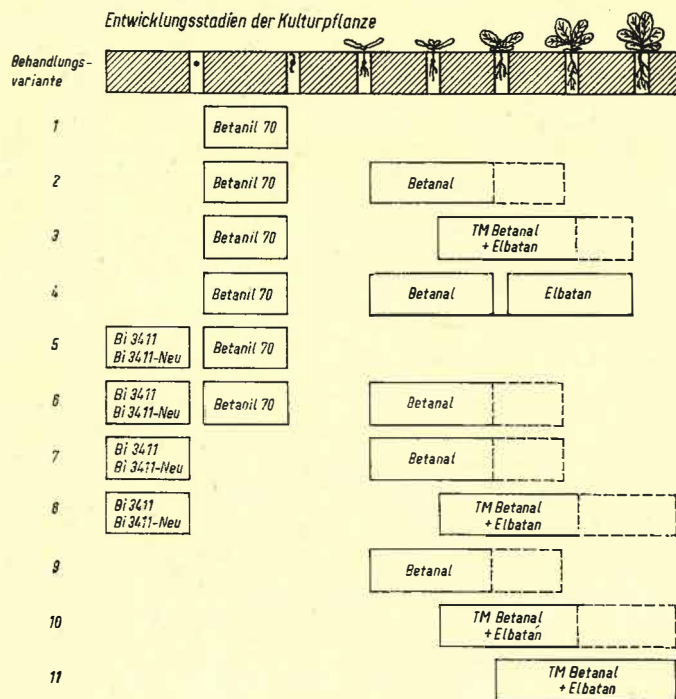 Entwicklungsstadien der Kulturpflanze
Behandlungs-
variante
1
Betanil 70
2
Betanil 70
Betanal
3
Betanil 70
TM Betanal
+ Elbatan
4
Betanil 70
Betanal
Elbatan
5
Bi 3411
Bi 3411-Neu
Betanil 70
6
Bi 3411
Bi 3411-Neu
Betanil 70
Betanal
7
Bi 3411
Bi 3411-Neu
Betanal
8
Bi 3411
Bi 3411-Neu
TM Betanal
+ Elbatan
9
Betanal
10
TM Betanal
+ Elbatan
11
TM Betanal
+ Elbatan